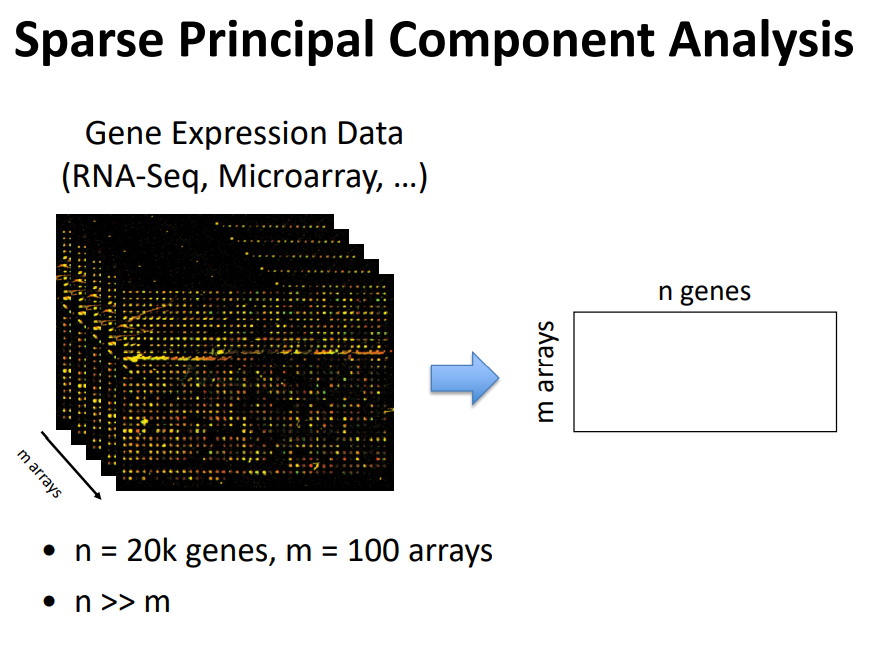 Sparse Principal Component Analysis
Gene Expression Data
(RNA-Seq, Microarray, …)
n genes
m arrays
m arrays
• n = 20k genes, m = 100 arrays
• n >> m